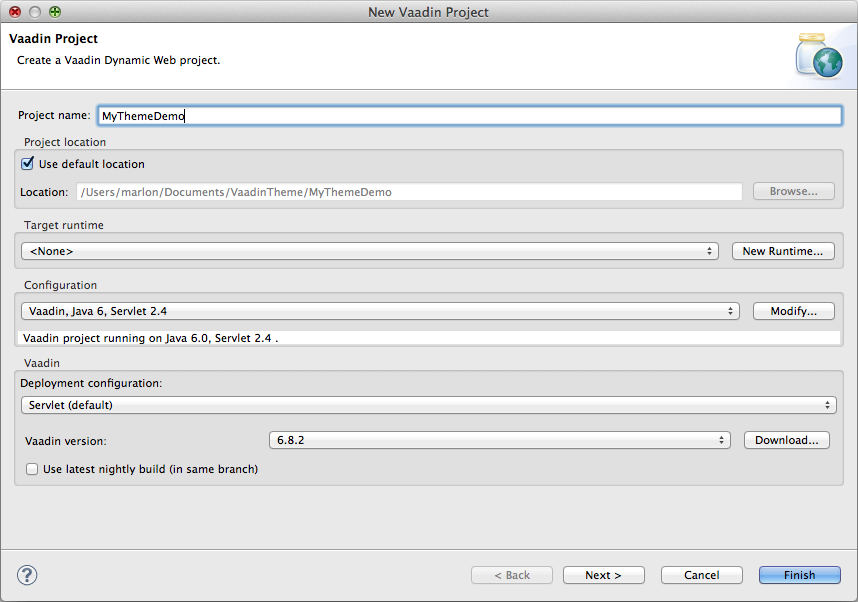 New Vaadin Project
Vaadin Project
Create a Vaadin Dynamic Web project.
Project name: MyThemeDemo
Project location
Use default location
Location: /Users/marlon/Documents/VaadinTheme/MyThemeDemo Browse...
Target runtime
<None> New Runtime...
Configuration
Vaadin, Java 6, Servlet 2.4 Modify...
Vaadin project running on Java 6.0, Servlet 2.4 .
Vaadin
Deployment configuration:
Servlet (default)
Vaadin version: 6.8.2 Download...
Use latest nightly build (in same branch)
? < Back Next > Cancel Finish